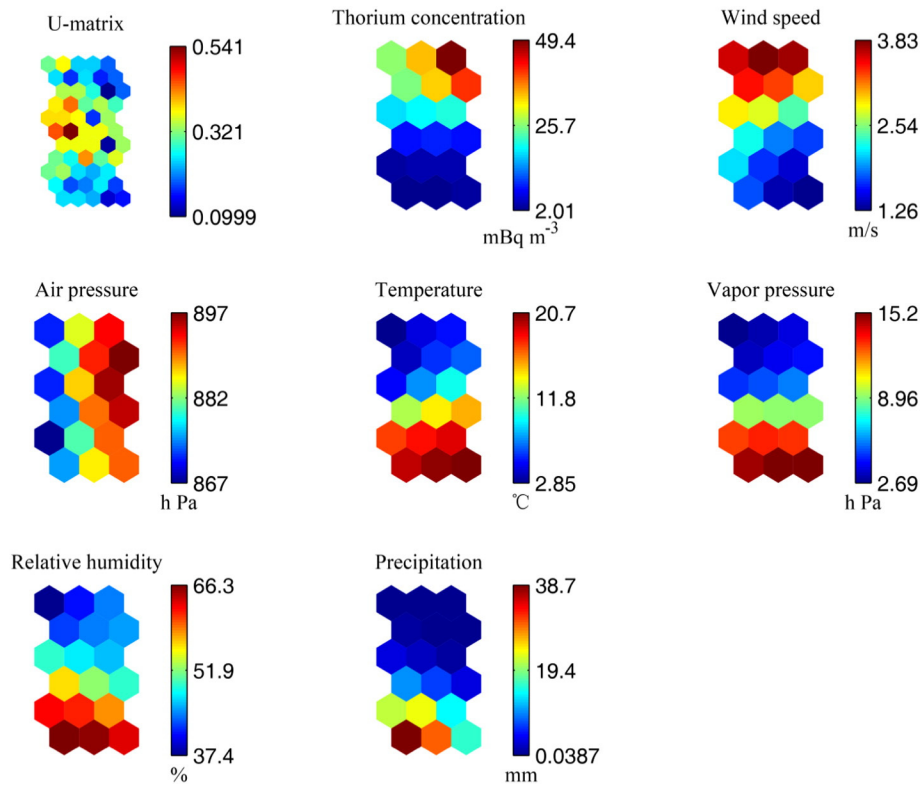 U-matrix
0.541
0.321
0.0999
Thorium concentration
49.4
25.7
2.01
mBq m⁻³
Wind speed
3.83
2.54
1.26
m/s
Air pressure
897
882
867
h Pa
Temperature
20.7
11.8
2.85
℃
Vapor pressure
15.2
8.96
2.69
h Pa
Relative humidity
66.3
51.9
37.4
%
Precipitation
38.7
19.4
0.0387
mm